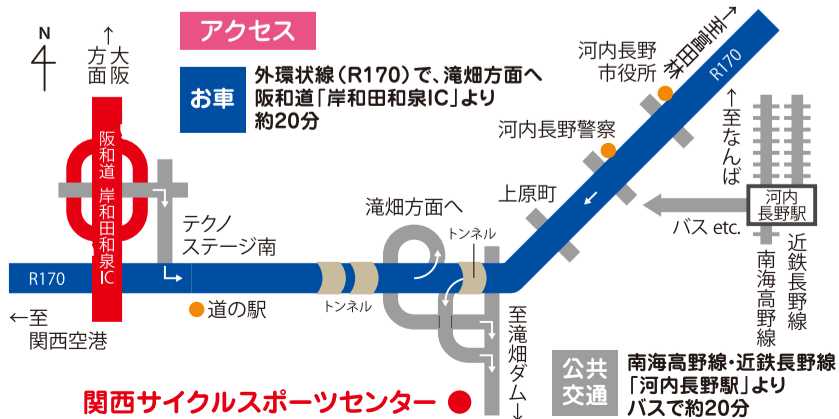 アクセス
お車
外環状線（R170）で、滝畑方面へ
阪和道「岸和田和泉IC」より
約20分
N
↑
大阪
方面
阪和道 岸和田和泉IC
R170
←至
関西空港
テクノ
ステージ南
道の駅
トンネル
滝畑方面へ
トンネル
上原町
河内長野警察
河内長野
市役所
至富田林→
R170
←至なんば
河内
長野駅
バス etc.
南海高野線
近鉄長野線
至滝畑ダム→
公共
交通
南海高野線・近鉄長野線
「河内長野駅」より
バスで約20分
関西サイクルスポーツセンター